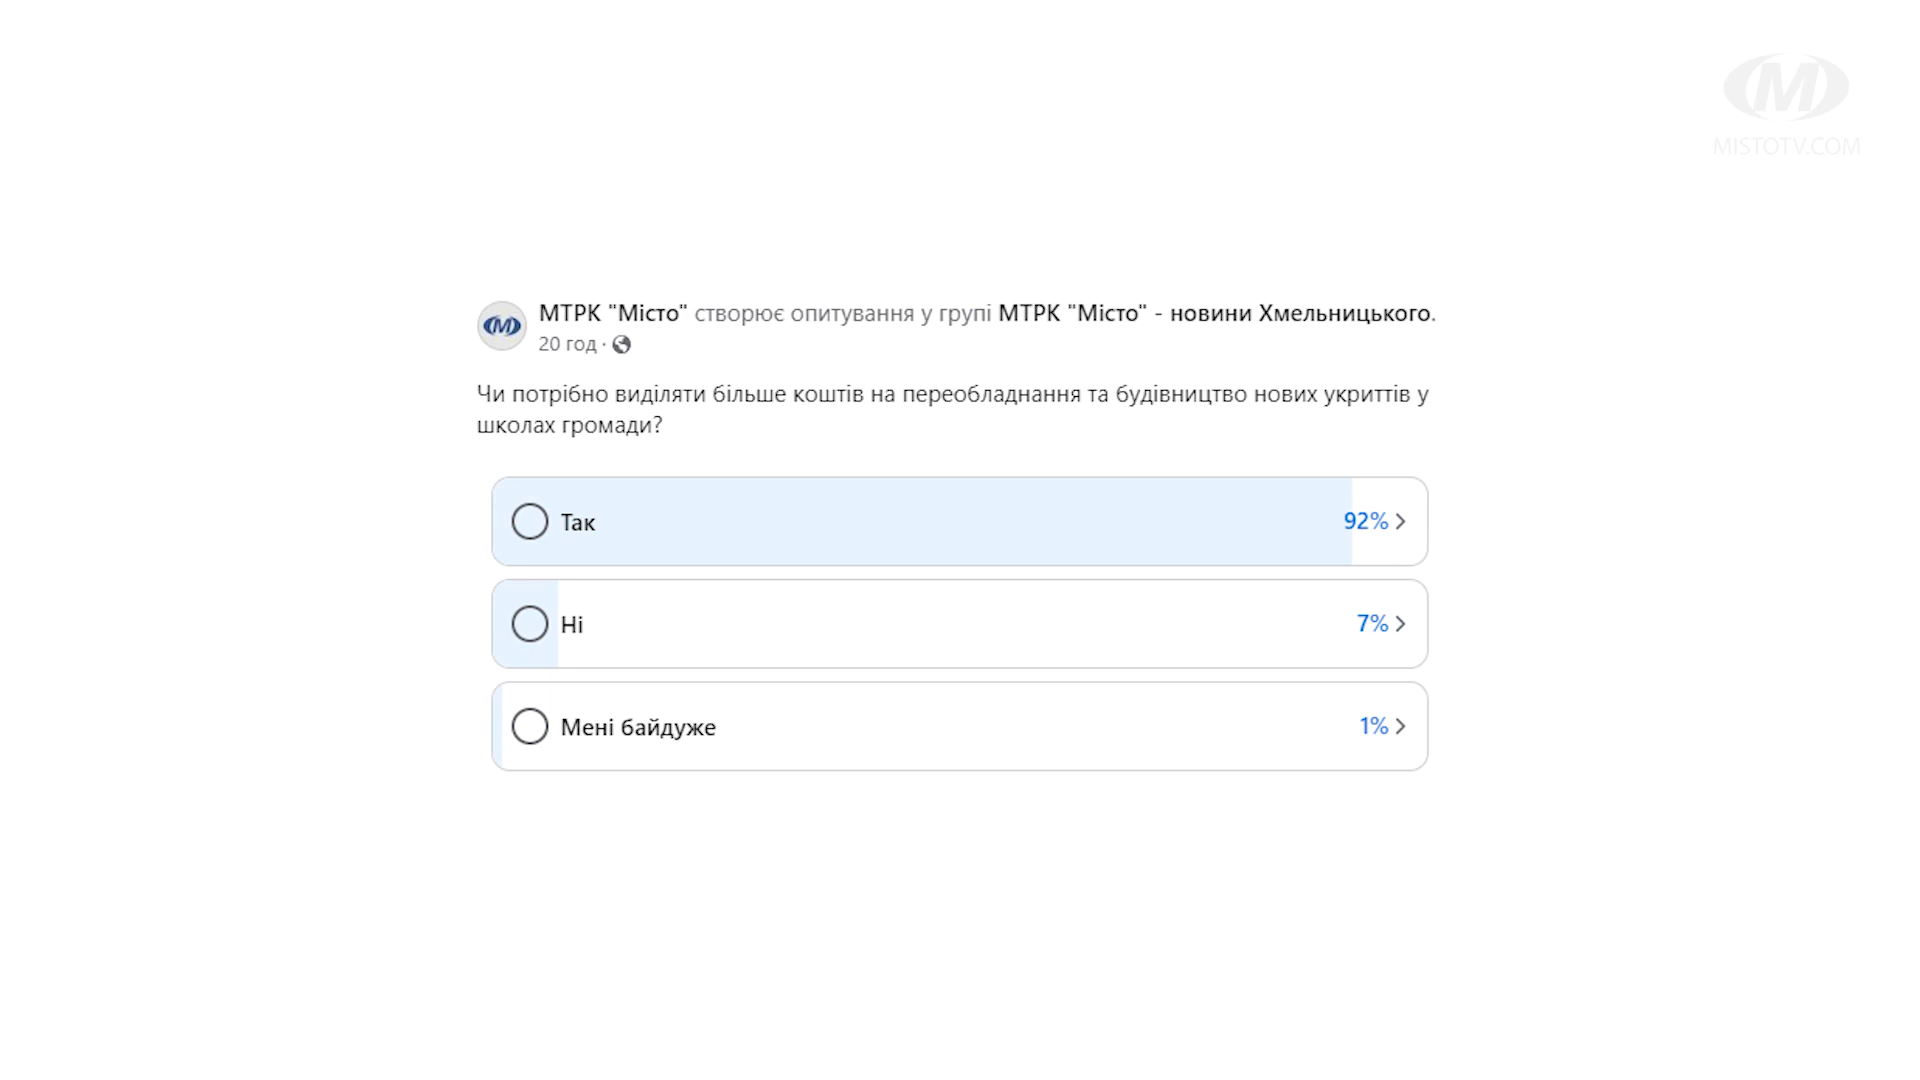 MISTOTV.COM
МТРК "Місто" створює опитування у групі МТРК "Місто" - новини Хмельницького.
20 год ·
Чи потрібно виділяти більше коштів на переобладнання та будівництво нових укриттів у
школах громади?
Так 92%
Ні 7%
Мені байдуже 1%